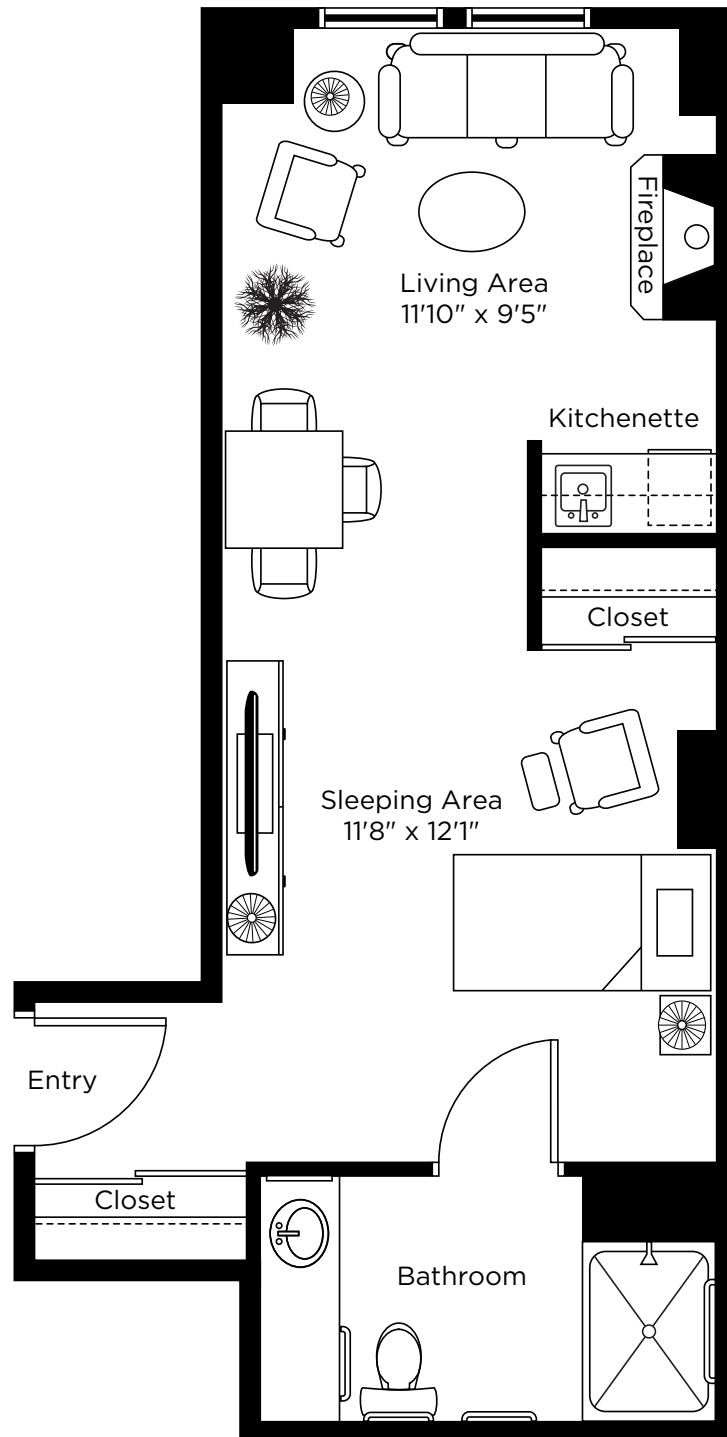 Fireplace
Living Area
11'10" x 9'5"
Kitchenette
Closet
Sleeping Area
11'8" x 12'1"
Entry
Closet
Bathroom